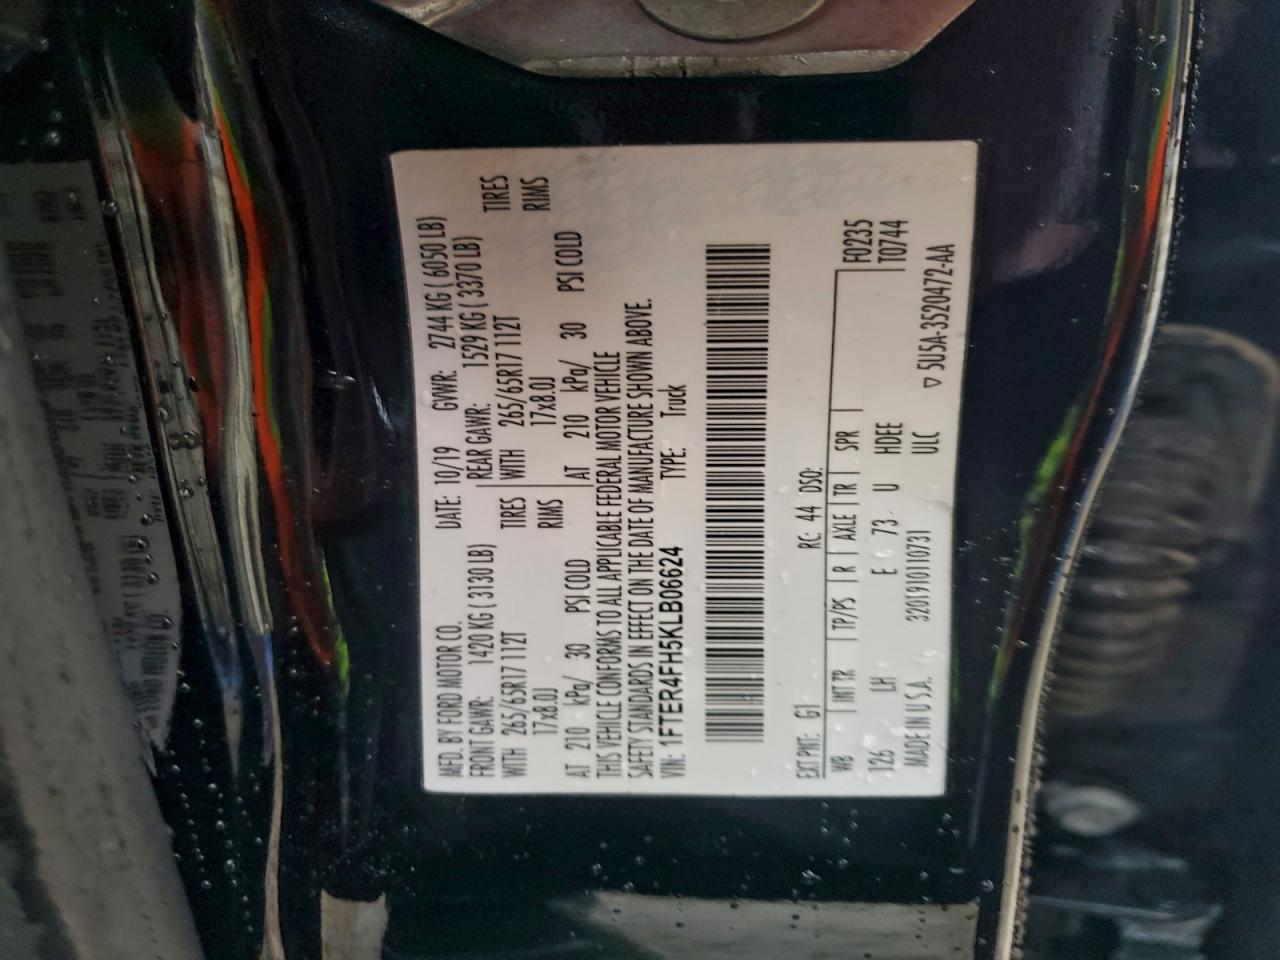 MFD. BY FORD MOTOR CO. DATE: 10/19 GVWR: 2744 KG ( 6050 LB)
FRONT GAWR: 1420 KG ( 3130 LB) REAR GAWR: 1529 KG ( 3370 LB)
WITH 265/65R17 112T TIRES WITH 265/65R17 112T TIRES
17x8.0J RIMS 17x8.0J RIMS
AT 210 kPa/ 30 PSI COLD AT 210 kPa/ 30 PSI COLD
THIS VEHICLE CONFORMS TO ALL APPLICABLE FEDERAL MOTOR VEHICLE
SAFETY STANDARDS IN EFFECT ON THE DATE OF MANUFACTURE SHOWN ABOVE.
VIN: 1FTER4FH5KLB06624 TYPE: Truck
EXT PNT: G1 RC: 44 DSO: F0235
WB INT TR TP/PS R AXLE TR SPR T0744
126 LH E 73 U HDEE
MADE IN U.S.A. 3201910110731 ULC ▽ 5U5A-3520472-AA